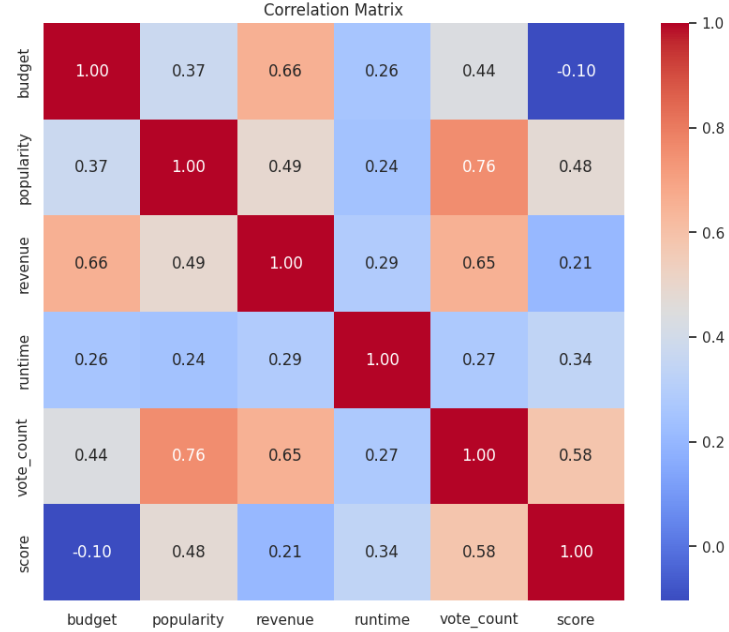 Correlation Matrix
budget 1.00 0.37 0.66 0.26 0.44 -0.10
popularity 0.37 1.00 0.49 0.24 0.76 0.48
revenue 0.66 0.49 1.00 0.29 0.65 0.21
runtime 0.26 0.24 0.29 1.00 0.27 0.34
vote_count 0.44 0.76 0.65 0.27 1.00 0.58
score -0.10 0.48 0.21 0.34 0.58 1.00
budget popularity revenue runtime vote_count score
1.0
0.8
0.6
0.4
0.2
0.0